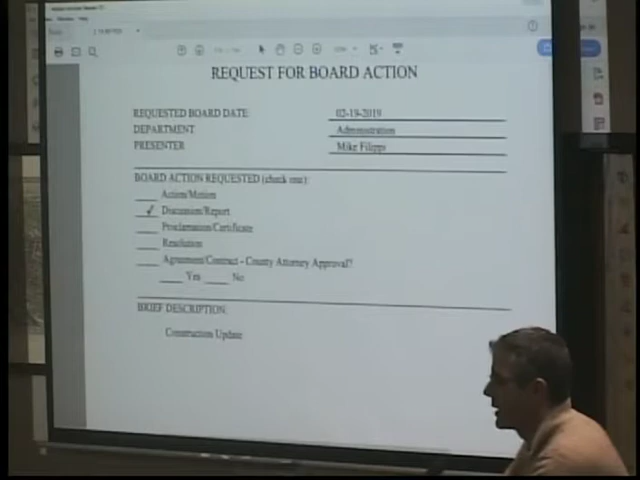 REQUEST FOR BOARD ACTION
REQUESTED BOARD DATE 02-19-2019
DEPARTMENT Administration
PRESENTER Mike Filippi
BOARD ACTION REQUESTED (check one):
Action/Motion
✓ Discussion/Report
Proclamation/Certificate
Resolution
Agreement/Contract - County Attorney Approval?
Yes No
BRIEF DESCRIPTION:
Construction Update